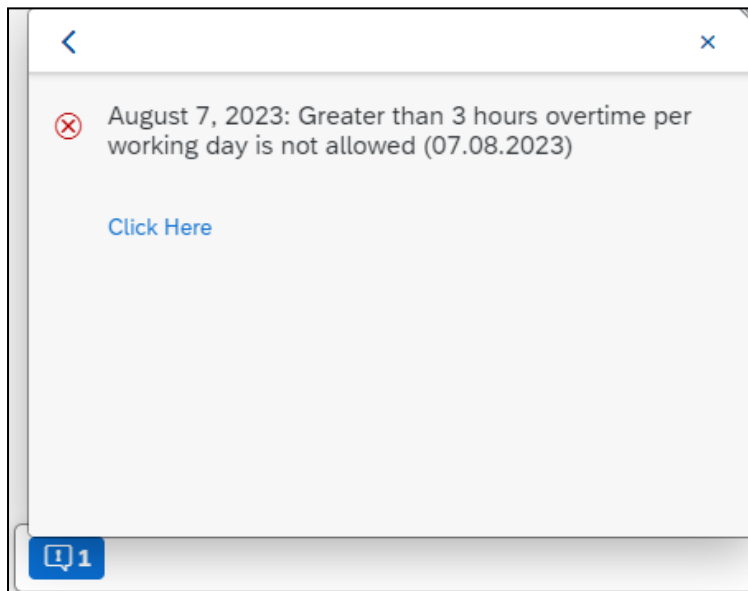 August 7, 2023: Greater than 3 hours overtime per
working day is not allowed (07.08.2023)
Click Here
1